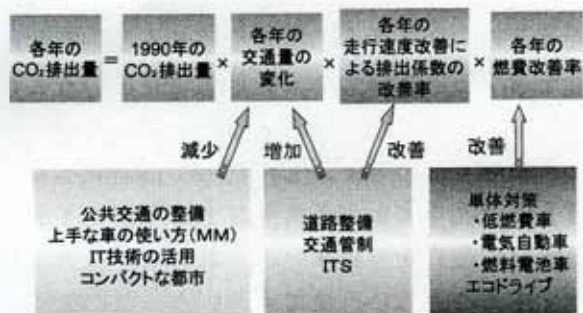 各年の
CO₂排出量
=
1990年の
CO₂排出量
×
各年の
交通量の
変化
×
各年の
走行速度改善に
よる排出係数の
改善率
×
各年の
燃費改善率
減少
増加
改善
改善
公共交通の整備
上手な車の使い方(MM)
IT技術の活用
コンパクトな都市
道路整備
交通管制
ITS
単体対策
・低燃費車
・電気自動車
・燃料電池車
エコドライブ